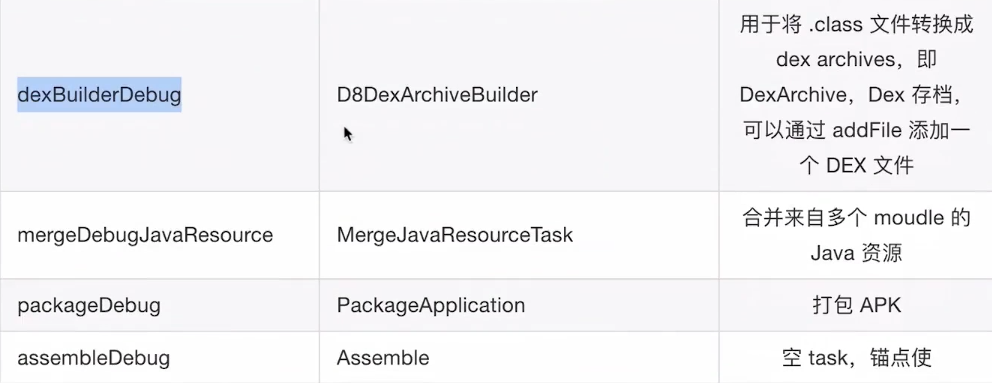 用于将 .class 文件转换成
dex archives，即
dexBuilderDebug
D8DexArchiveBuilder
DexArchive，Dex 存档，
可以通过 addFile 添加一
个 DEX 文件
mergeDebugJavaResource
MergeJavaResourceTask
合并来自多个 moudle 的
Java 资源
packageDebug
PackageApplication
打包 APK
assembleDebug
Assemble
空 task，锚点使